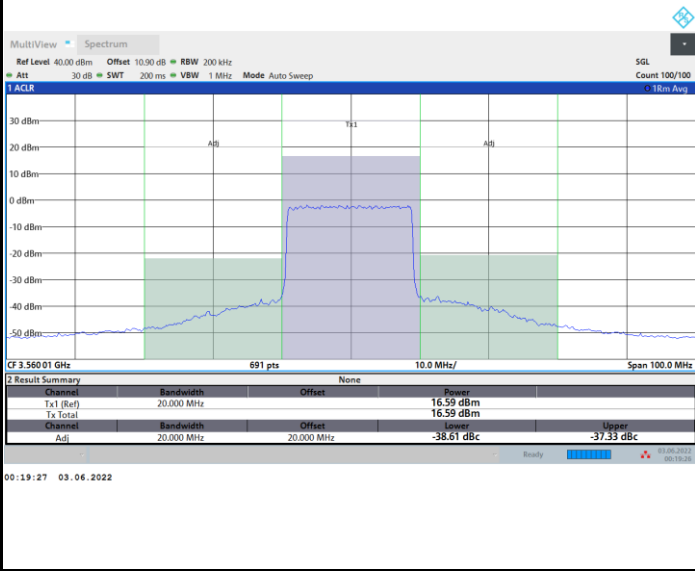 MultiView Spectrum
Ref Level 40.00 dBm Offset 10.90 dB RBW 200 kHz SGL
Att 30 dB SWT 200 ms VBW 1 MHz Mode Auto Sweep Count 100/100
1 ACLR 1Rm Avg
30 dBm
Tx1
20 dBm
Adj Adj
10 dBm
0 dBm
-10 dBm
-20 dBm
-30 dBm
-40 dBm
-50 dBm
CF 3.56001 GHz 691 pts 10.0 MHz/ Span 100.0 MHz
2 Result Summary None
Channel Bandwidth Offset Power
Tx1 (Ref) 20.000 MHz 16.59 dBm
Tx Total 16.59 dBm
Channel Bandwidth Offset Lower Upper
Adj 20.000 MHz 20.000 MHz -38.61 dBc -37.33 dBc
Ready 03.06.2022
00:19:26
00:19:27 03.06.2022